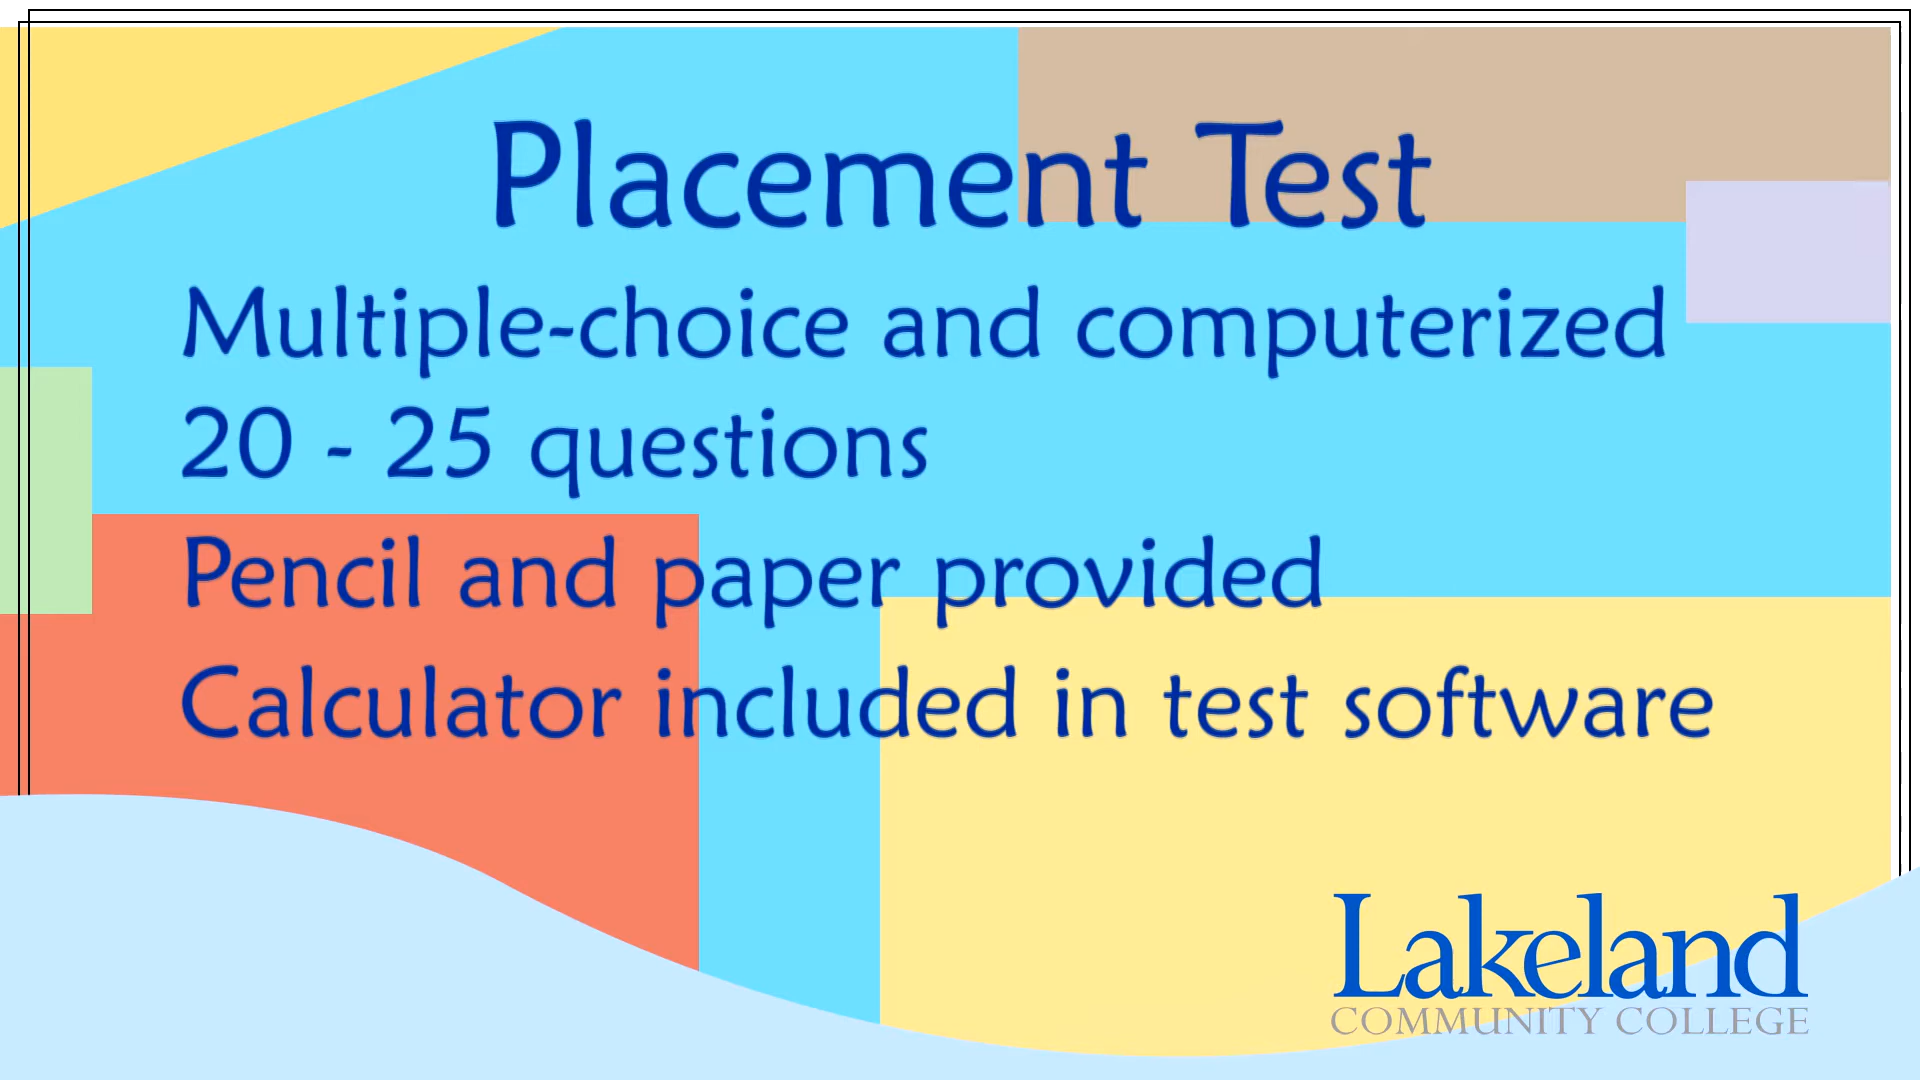 Placement Test
Multiple-choice and computerized
20 - 25 questions
Pencil and paper provided
Calculator included in test software
Lakeland
COMMUNITY COLLEGE